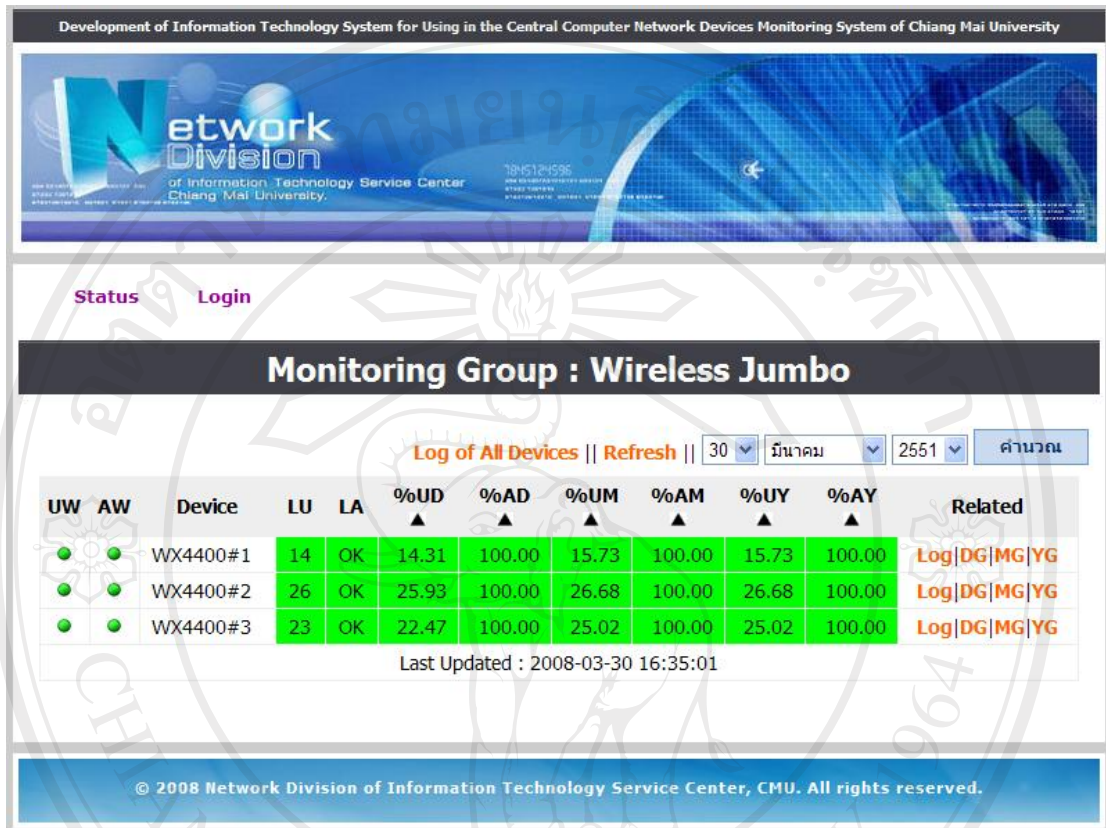 Development of Information Technology System for Using in the Central Computer Network Devices Monitoring System of Chiang Mai University
Network
Division
of Information Technology Service Center
Chiang Mai University.
7845124596
Status Login
Monitoring Group : Wireless Jumbo
Log of All Devices || Refresh || 30 มีนาคม 2551 คำนวณ
UW AW Device LU LA %UD %AD %UM %AM %UY %AY Related
▲ ▲ ▲ ▲ ▲ ▲
WX4400#1 14 OK 14.31 100.00 15.73 100.00 15.73 100.00 Log|DG|MG|YG
WX4400#2 26 OK 25.93 100.00 26.68 100.00 26.68 100.00 Log|DG|MG|YG
WX4400#3 23 OK 22.47 100.00 25.02 100.00 25.02 100.00 Log|DG|MG|YG
Last Updated : 2008-03-30 16:35:01
© 2008 Network Division of Information Technology Service Center, CMU. All rights reserved.